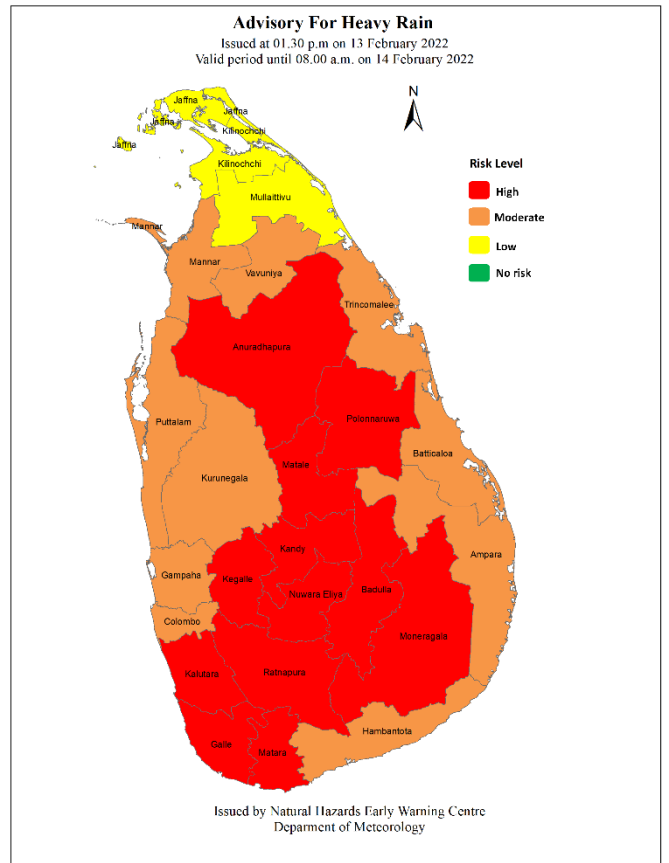 Advisory For Heavy Rain
Issued at 01.30 p.m on 13 February 2022
Valid period until 08.00 a.m. on 14 February 2022
N
Risk Level
High
Moderate
Low
No risk
Jaffna
Jaffna
Jaffna
Kilinochchi
Jaffna
Kilinochchi
Mullaittivu
Mannar
Mannar
Vavuniya
Trincomalee
Anuradhapura
Polonnaruwa
Puttalam
Batticaloa
Matale
Kurunegala
Kandy
Ampara
Gampaha
Kegalle
Badulla
Nuwara Eliya
Colombo
Moneragala
Kalutara
Ratnapura
Hambantota
Galle
Matara
Issued by Natural Hazards Early Warning Centre
Deparment of Meteorology